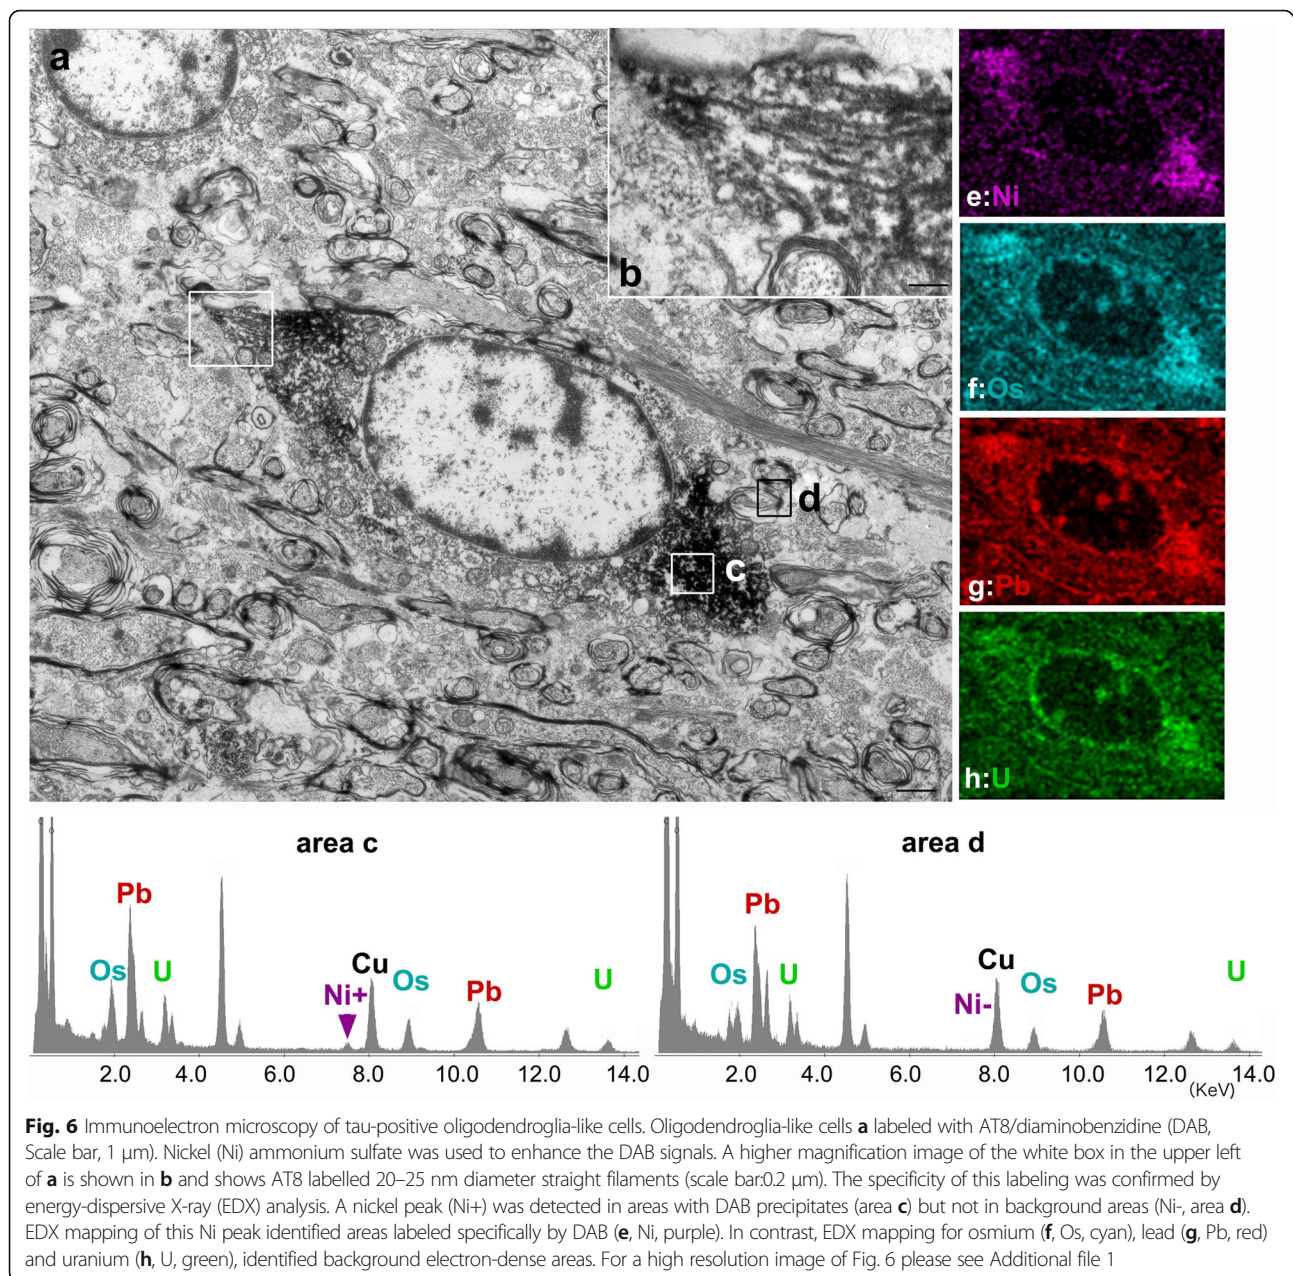 a
b
c
d
e:Ni
f:Os
g:Pb
h:U
area c
Pb
Os
U
Ni+
Cu
Os
Pb
U
2.0 4.0 6.0 8.0 10.0 12.0 14.0
area d
Pb
Os
U
Ni-
Cu
Os
Pb
U
2.0 4.0 6.0 8.0 10.0 12.0 14.0
(KeV)
Fig. 6 Immunoelectron microscopy of tau-positive oligodendroglia-like cells. Oligodendroglia-like cells a labeled with AT8/diaminobenzidine (DAB,
Scale bar, 1 μm). Nickel (Ni) ammonium sulfate was used to enhance the DAB signals. A higher magnification image of the white box in the upper left
of a is shown in b and shows AT8 labelled 20–25 nm diameter straight filaments (scale bar:0.2 μm). The specificity of this labeling was confirmed by
energy-dispersive X-ray (EDX) analysis. A nickel peak (Ni+) was detected in areas with DAB precipitates (area c) but not in background areas (Ni-, area d).
EDX mapping of this Ni peak identified areas labeled specifically by DAB (e, Ni, purple). In contrast, EDX mapping for osmium (f, Os, cyan), lead (g, Pb, red)
and uranium (h, U, green), identified background electron-dense areas. For a high resolution image of Fig. 6 please see Additional file 1